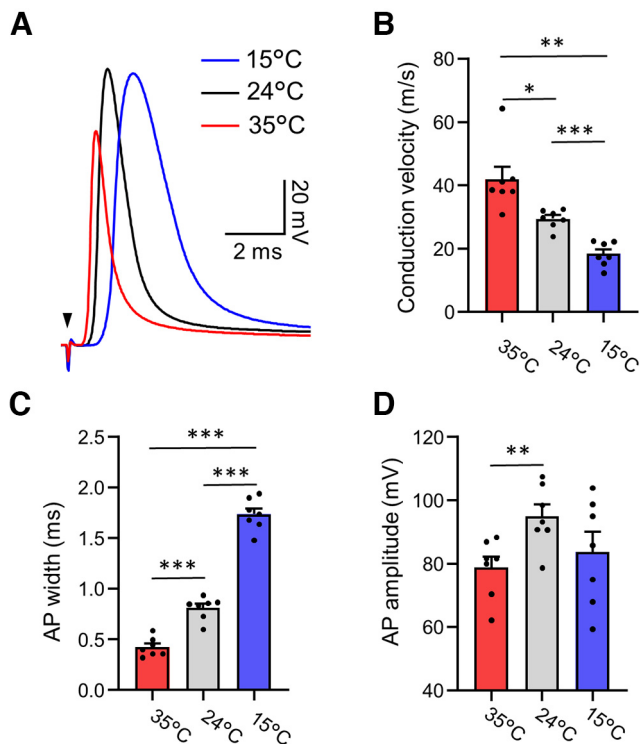 A
15°C
24°C
35°C
20 mV
2 ms
B
Conduction velocity (m/s)
80
60
40
20
0
**
*
***
35°C
24°C
15°C
C
AP width (ms)
2.5
2.0
1.5
1.0
0.5
0.0
***
***
***
35°C
24°C
15°C
D
AP amplitude (mV)
120
100
80
60
40
**
35°C
24°C
15°C